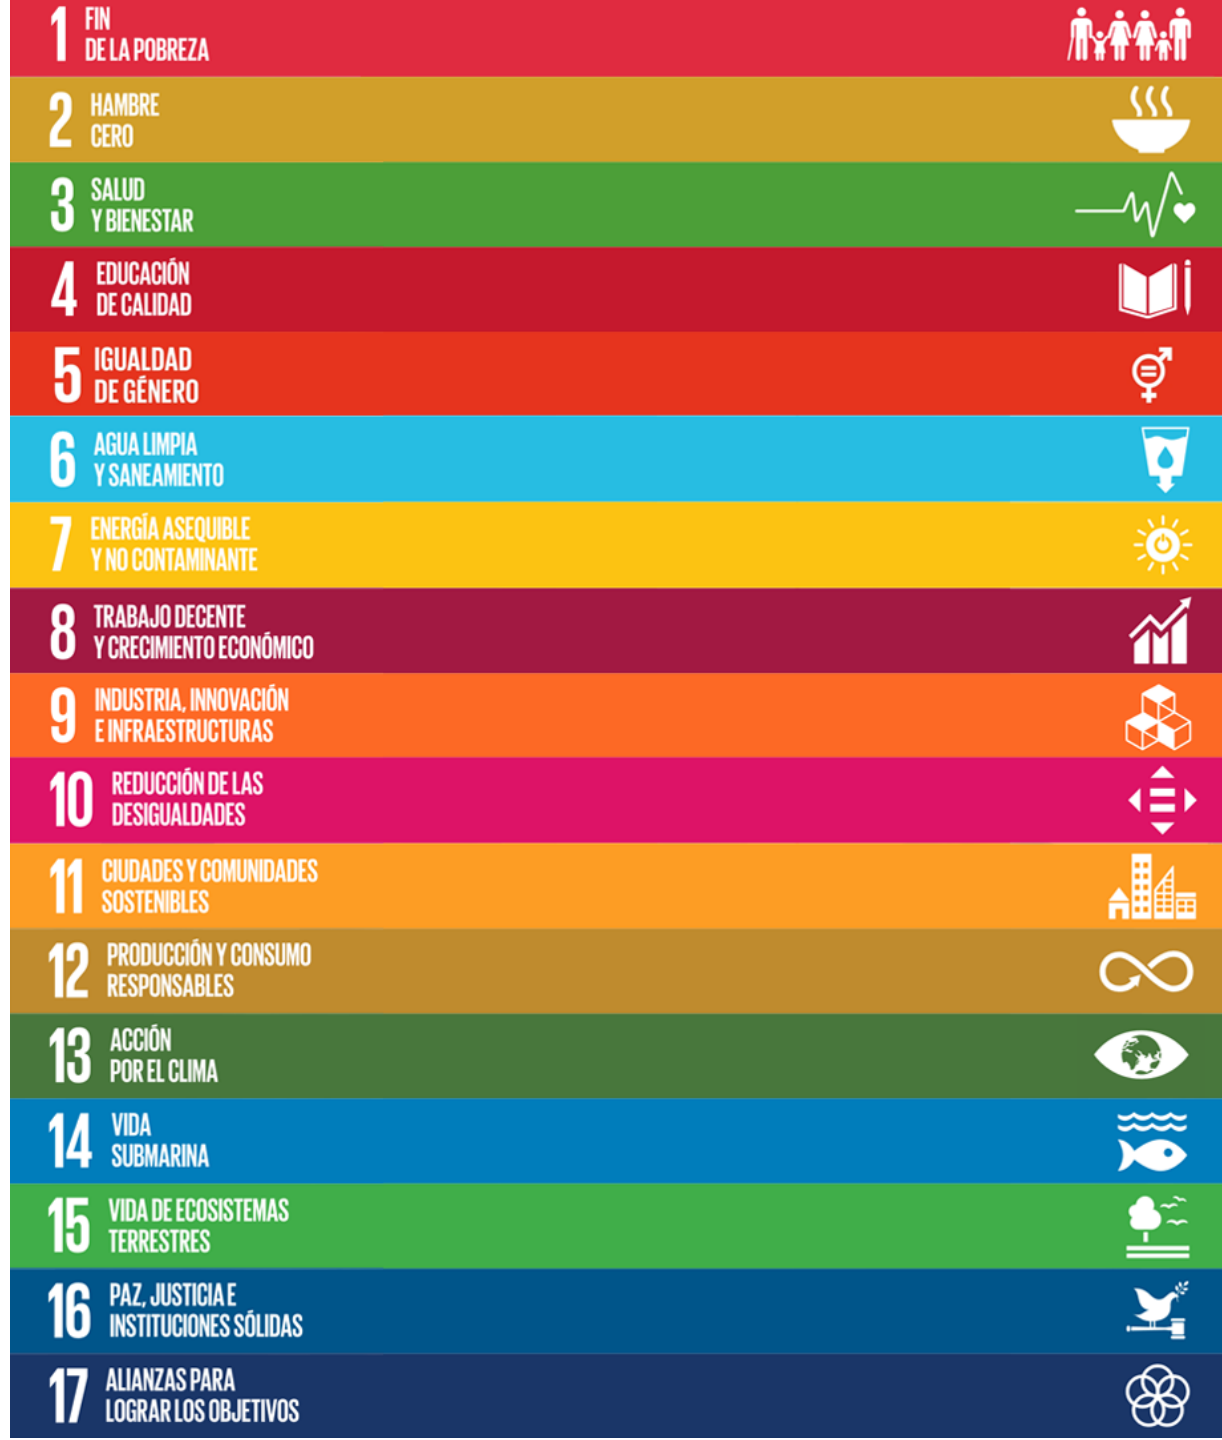 1 FIN
DE LA POBREZA
2 HAMBRE
CERO
3 SALUD
Y BIENESTAR
4 EDUCACIÓN
DE CALIDAD
5 IGUALDAD
DE GÉNERO
6 AGUA LIMPIA
Y SANEAMIENTO
7 ENERGÍA ASEQUIBLE
Y NO CONTAMINANTE
8 TRABAJO DECENTE
Y CRECIMIENTO ECONÓMICO
9 INDUSTRIA, INNOVACIÓN
E INFRAESTRUCTURAS
10 REDUCCIÓN DE LAS
DESIGUALDADES
11 CIUDADES Y COMUNIDADES
SOSTENIBLES
12 PRODUCCIÓN Y CONSUMO
RESPONSABLES
13 ACCIÓN
POR EL CLIMA
14 VIDA
SUBMARINA
15 VIDA DE ECOSISTEMAS
TERRESTRES
16 PAZ, JUSTICIA E
INSTITUCIONES SÓLIDAS
17 ALIANZAS PARA
LOGRAR LOS OBJETIVOS